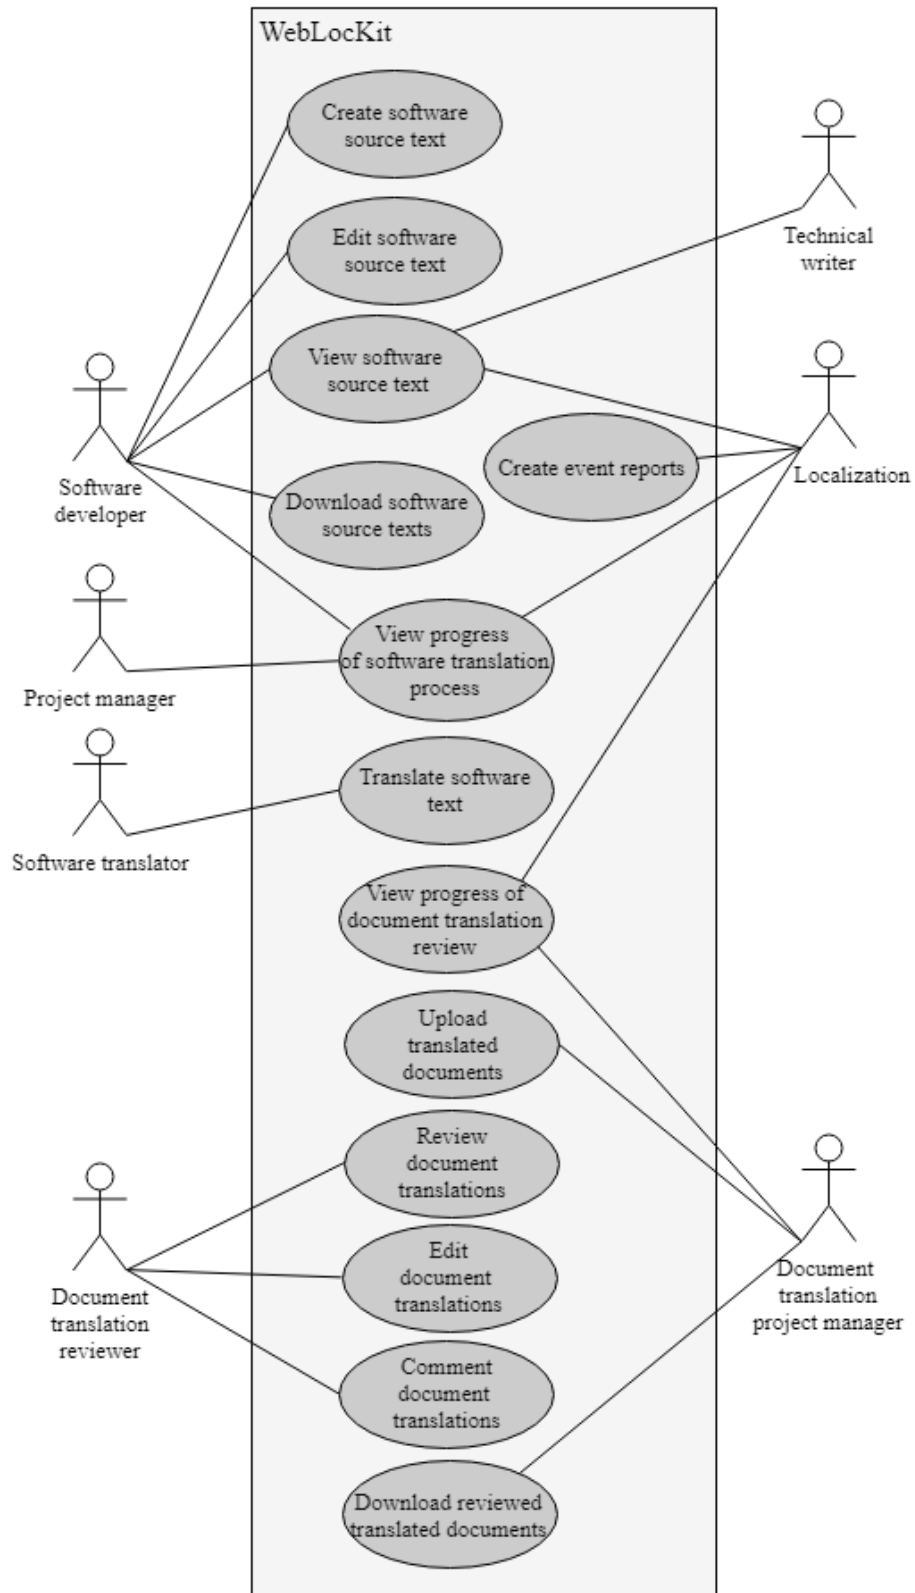 WebLocKit
Create software
source text
Technical
writer
Edit software
source text
View software
source text
Create event reports
Localization
Software
developer
Download software
source texts
View progress
of software translation
process
Project manager
Translate software
text
Software translator
View progress of
document translation
review
Upload
translated
documents
Review
document
translations
Edit
document
translations
Document
translation
reviewer
Document
translation
project manager
Comment
document
translations
Download reviewed
translated documents